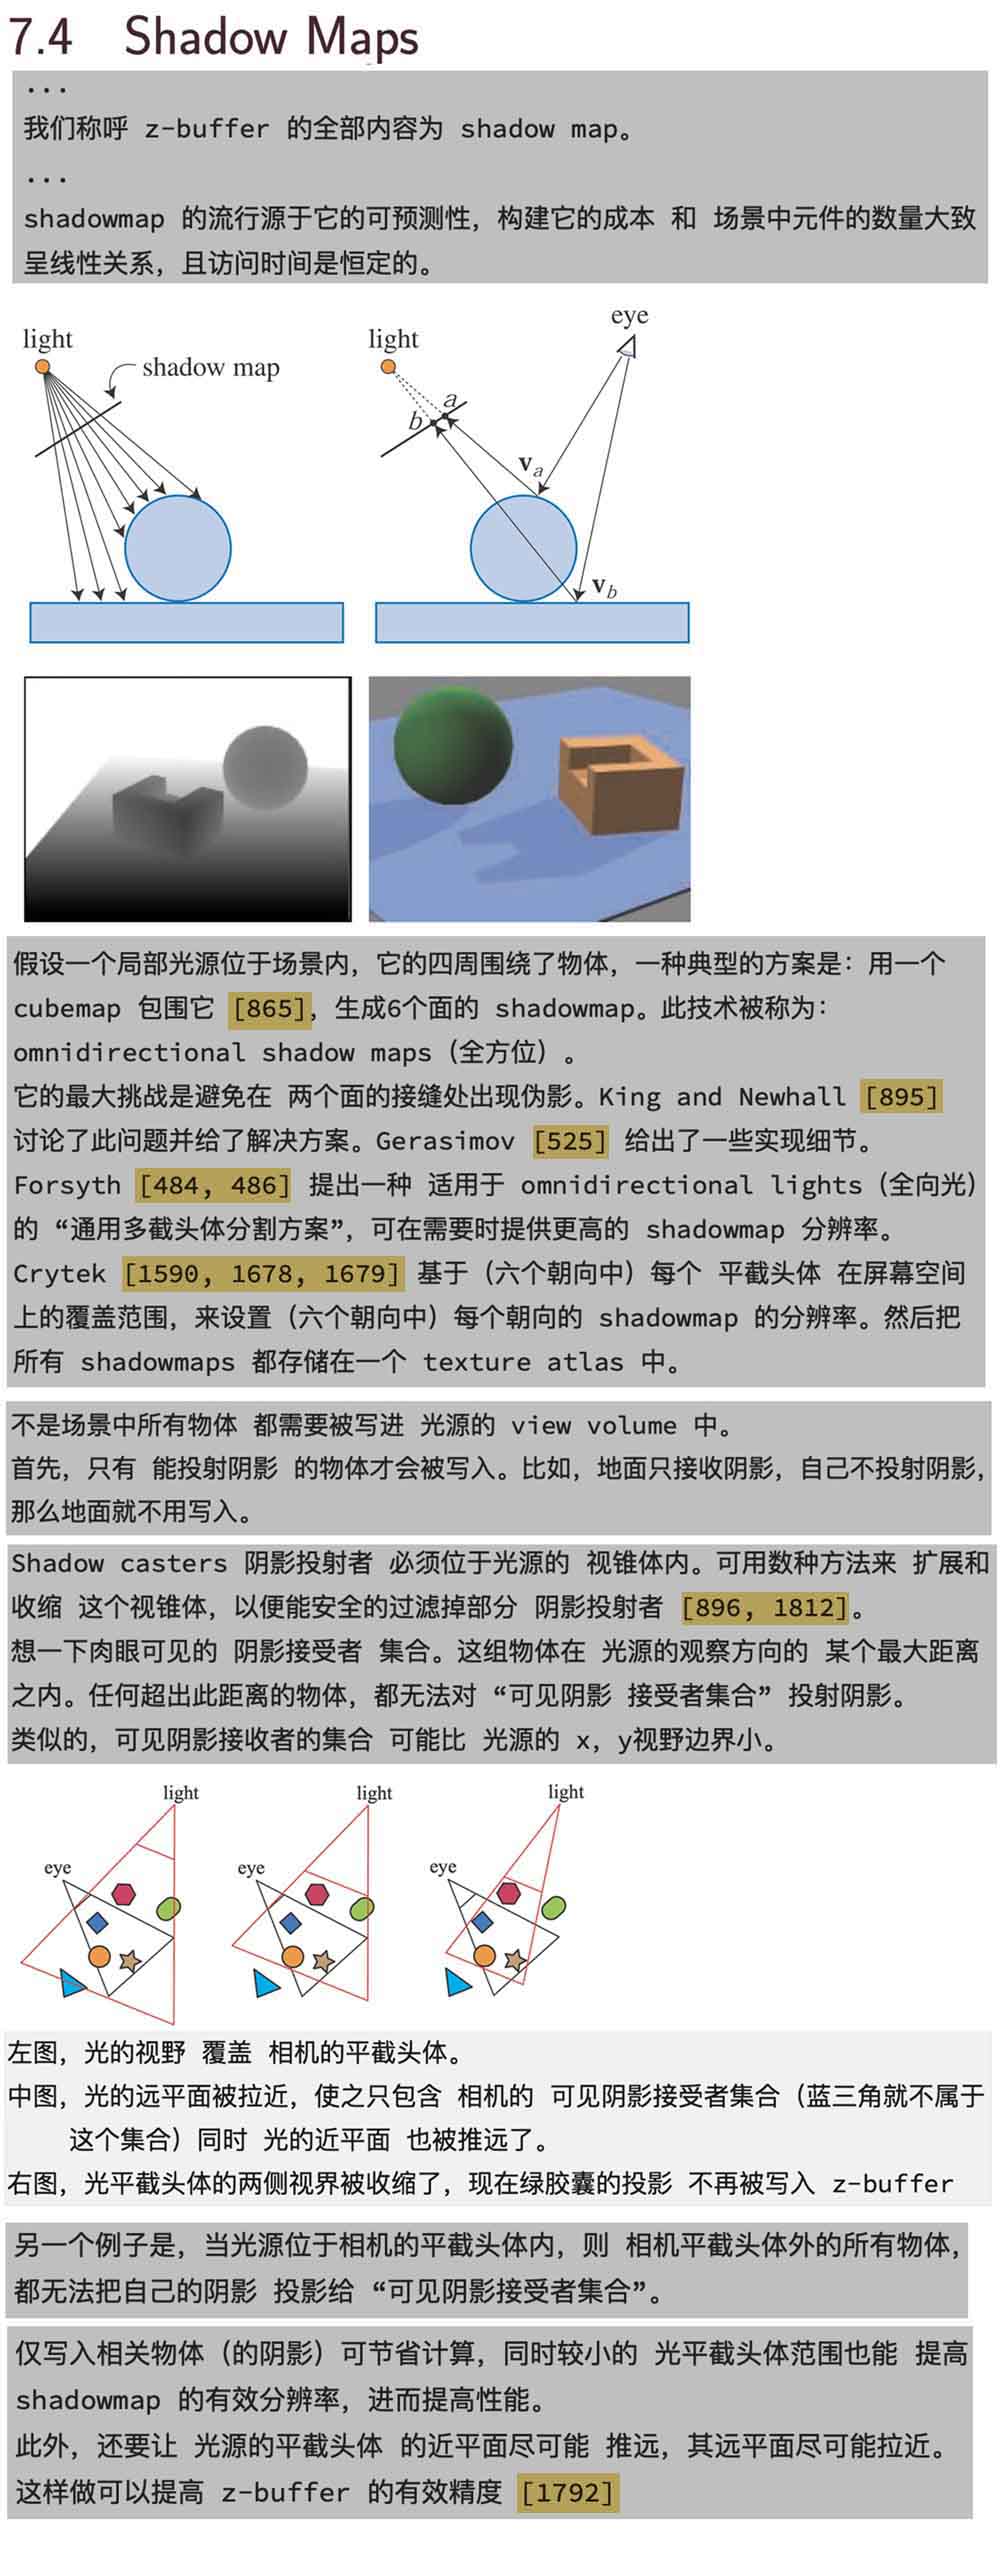 7.4 Shadow Maps
...
我们称呼 z-buffer 的全部内容为 shadow map。
...
shadowmap 的流行源于它的可预测性，构建它的成本 和 场景中元件的数量大致
呈线性关系，且访问时间是恒定的。
light
shadow map
light
eye
a
b
va
vb
假设一个局部光源位于场景内，它的四周围绕了物体，一种典型的方案是：用一个
cubemap 包围它 [865]，生成6个面的 shadowmap。此技术被称为：
omnidirectional shadow maps（全方位）。
它的最大挑战是避免在 两个面的接缝处出现伪影。King and Newhall [895]
讨论了此问题并给了解决方案。Gerasimov [525] 给出了一些实现细节。
Forsyth [484, 486] 提出一种 适用于 omnidirectional lights（全向光）
的 “通用多截头体分割方案”，可在需要时提供更高的 shadowmap 分辨率。
Crytek [1590, 1678, 1679] 基于（六个朝向中）每个 平截头体 在屏幕空间
上的覆盖范围，来设置（六个朝向中）每个朝向的 shadowmap 的分辨率。然后把
所有 shadowmaps 都存储在一个 texture atlas 中。
不是场景中所有物体 都需要被写进 光源的 view volume 中。
首先，只有 能投射阴影 的物体才会被写入。比如，地面只接收阴影，自己不投射阴影，
那么地面就不用写入。
Shadow casters 阴影投射者 必须位于光源的 视锥体内。可用数种方法来 扩展和
收缩 这个视锥体，以便能安全的过滤掉部分 阴影投射者 [896, 1812]。
想一下肉眼可见的 阴影接受者 集合。这组物体在 光源的观察方向的 某个最大距离
之内。任何超出此距离的物体，都无法对 “可见阴影 接受者集合” 投射阴影。
类似的，可见阴影接收者的集合 可能比 光源的 x, y视野边界小。
light
eye
light
eye
light
eye
左图，光的视野 覆盖 相机的平截头体。
中图，光的远平面被拉近，使之只包含 相机的 可见阴影接受者集合（蓝三角就不属于
这个集合）同时 光的近平面 也被推远了。
右图，光平截头体的两侧视界被收缩了，现在绿胶囊的投影 不再被写入 z-buffer
另一个例子是，当光源位于相机的平截头体内，则 相机平截头体外的所有物体，
都无法把自己的阴影 投影给 “可见阴影接受者集合”。
仅写入相关物体（的阴影）可节省计算，同时较小的 光平截头体范围也能 提高
shadowmap 的有效分辨率，进而提高性能。
此外，还要让 光源的平截头体 的近平面尽可能 推远，其远平面尽可能拉近。
这样做可以提高 z-buffer 的有效精度 [1792]